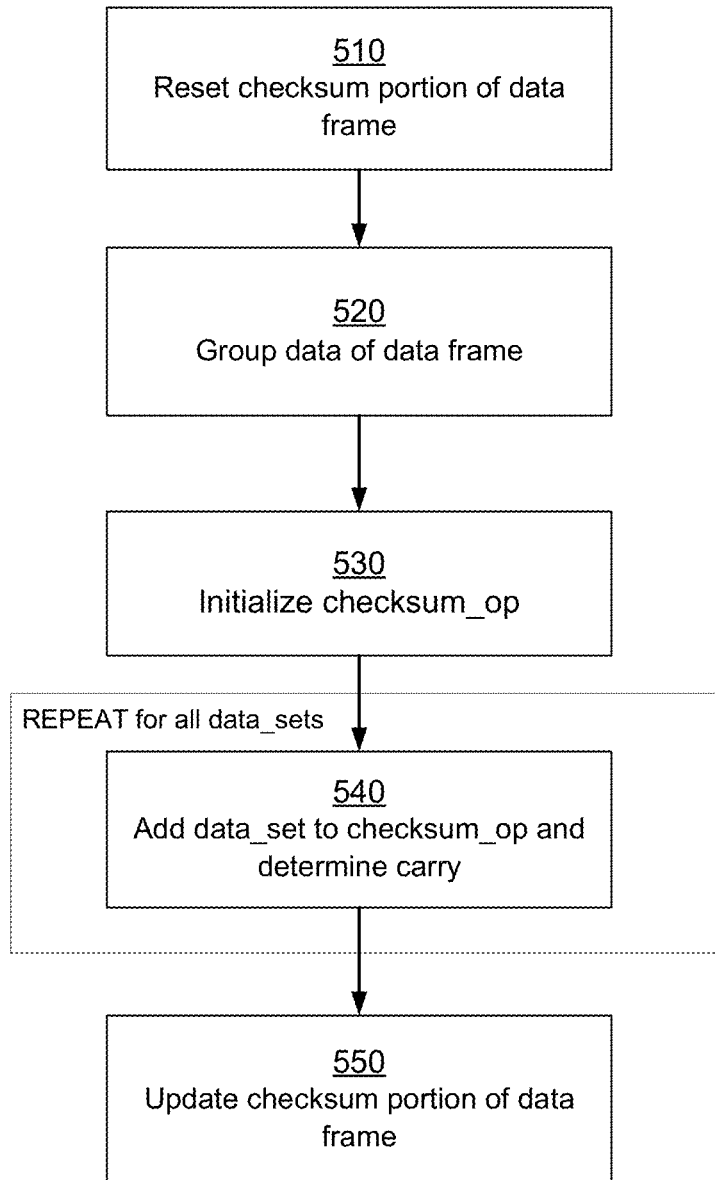 510
Reset checksum portion of data
frame
520
Group data of data frame
530
Initialize checksum_op
REPEAT for all data_sets
540
Add data_set to checksum_op and
determine carry
550
Update checksum portion of data
frame